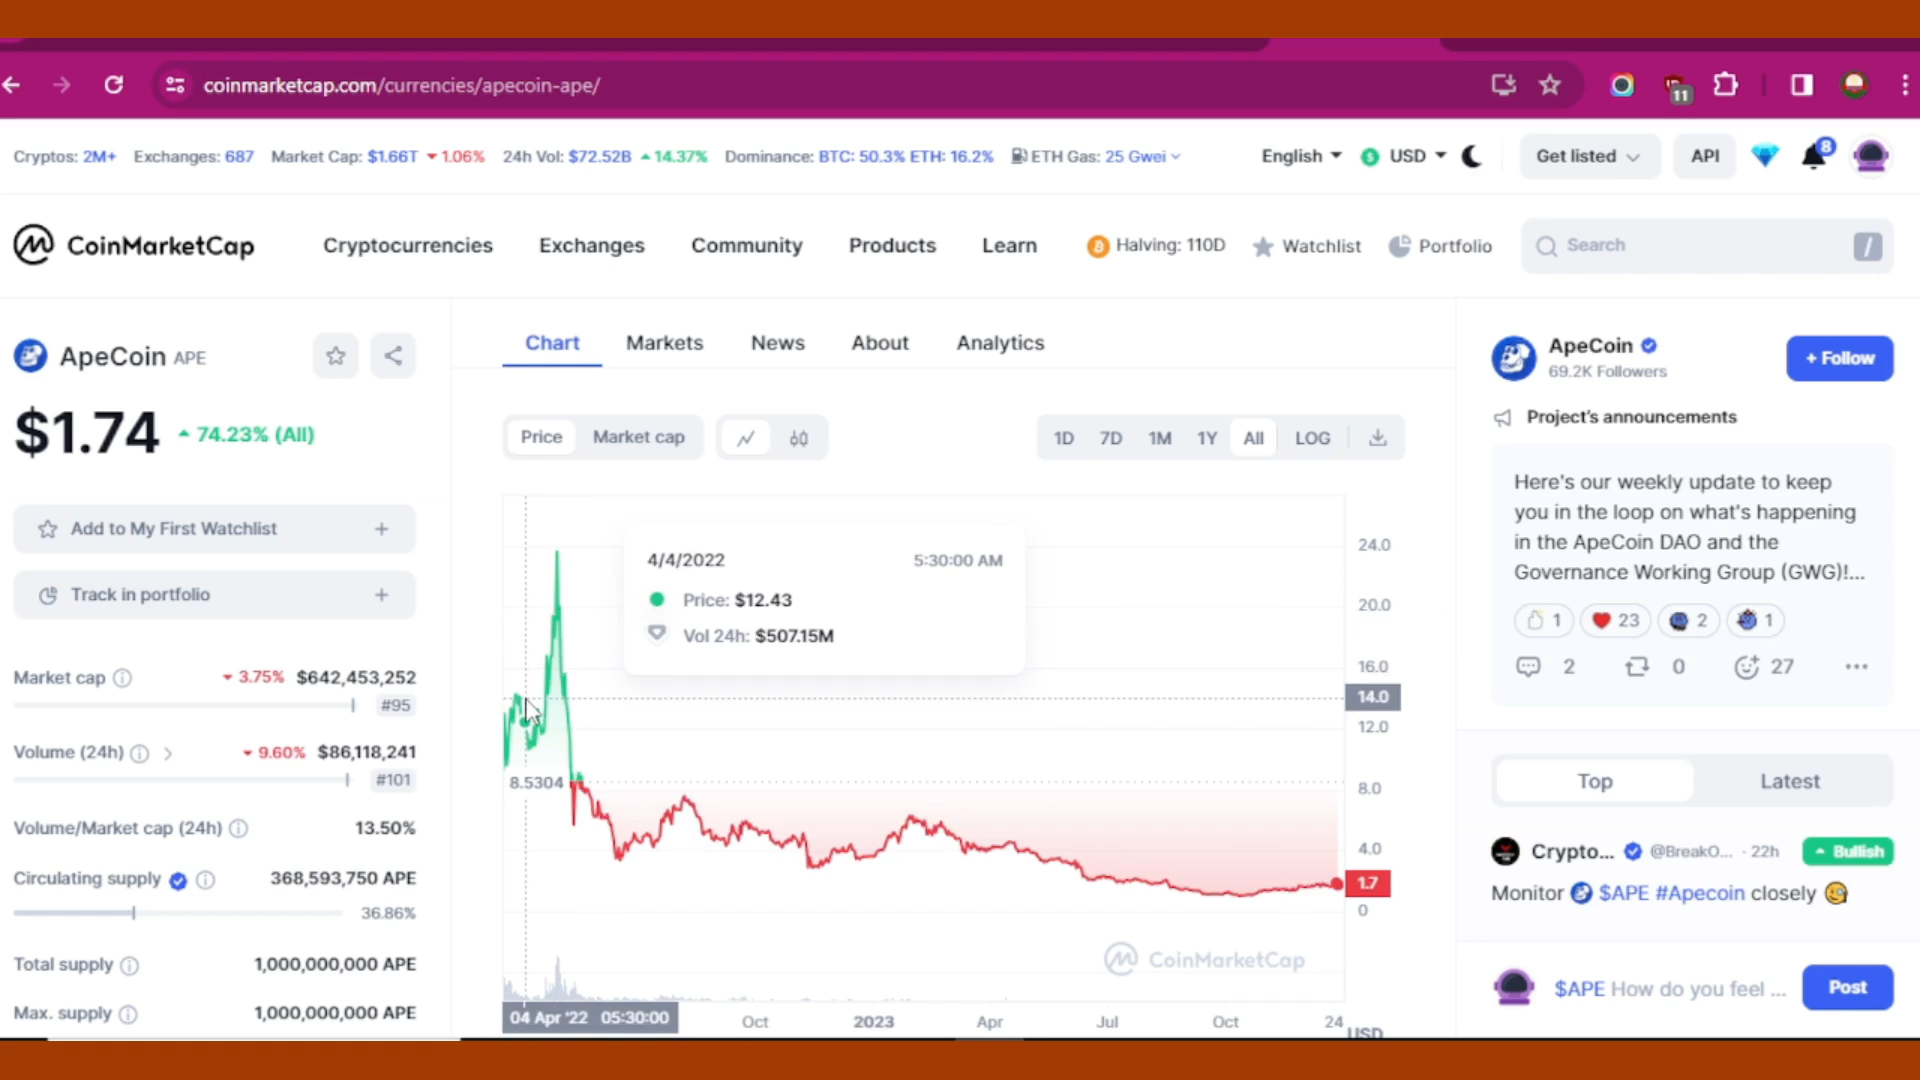 coinmarketcap.com/currencies/apecoin-ape/
11
Cryptos: 2M+ Exchanges: 687 Market Cap: $1.66T 1.06% 24h Vol: $72.52B 14.37% Dominance: BTC: 50.3% ETH: 16.2% ETH Gas: 25 Gwei
English USD Get listed API 8
CoinMarketCap Cryptocurrencies Exchanges Community Products Learn Halving: 110D Watchlist Portfolio Search /
ApeCoin APE
$1.74 74.23% (All)
Add to My First Watchlist +
Track in portfolio +
Market cap 3.75% $642,453,252
#95
Volume (24h) 9.60% $86,118,241
#101
Volume/Market cap (24h) 13.50%
Circulating supply 368,593,750 APE
36.86%
Total supply 1,000,000,000 APE
Max. supply 1,000,000,000 APE
Chart Markets News About Analytics
Price Market cap 1D 7D 1M 1Y All LOG
4/4/2022 5:30:00 AM
Price: $12.43
Vol 24h: $507.15M
24.0
20.0
16.0
14.0
12.0
8.5304
8.0
4.0
1.7
0
CoinMarketCap
04 Apr '22 05:30:00 Oct 2023 Apr Jul Oct 24
USD
ApeCoin
69.2K Followers
+ Follow
Project's announcements
Here's our weekly update to keep
you in the loop on what's happening
in the ApeCoin DAO and the
Governance Working Group (GWG)!...
1 23 2 1
2 0 27
Top Latest
Crypto... @BreakO... · 22h Bullish
Monitor $APE #Apecoin closely
$APE How do you feel ... Post